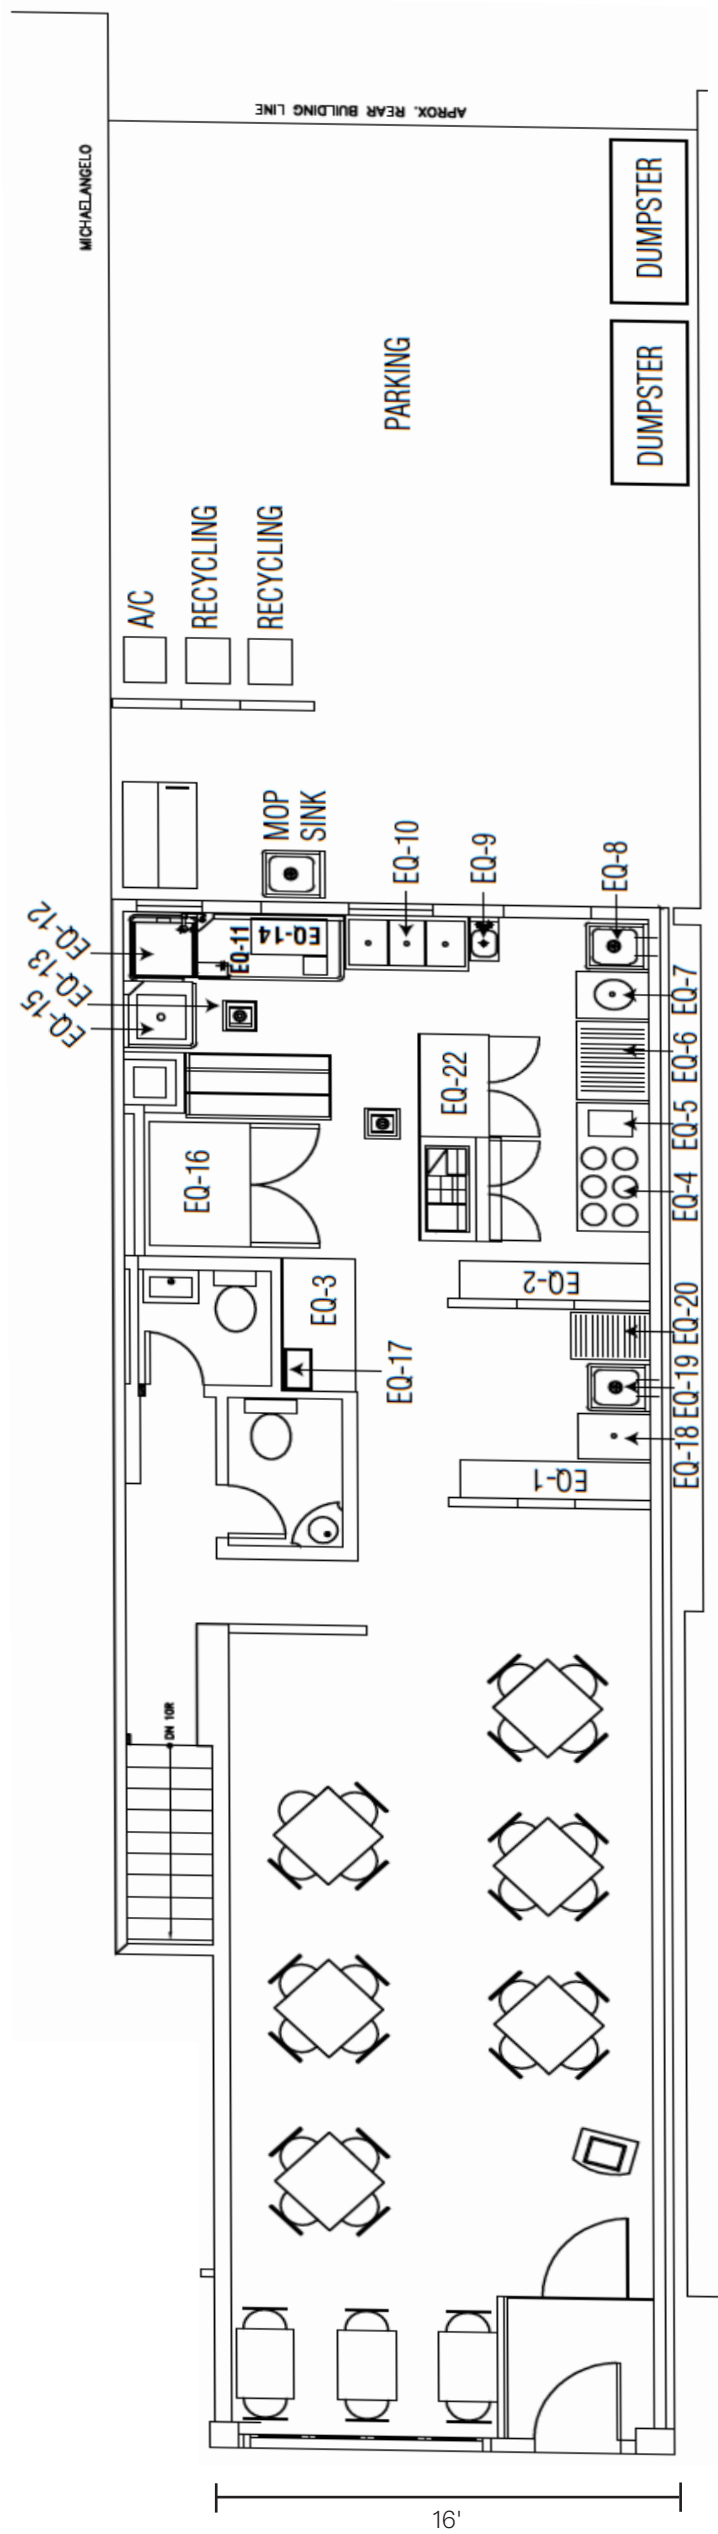 APROX. REAR BUILDING LINE
MICHAELANGELO
DUMPSTER
DUMPSTER
PARKING
A/C
RECYCLING
RECYCLING
MOP
SINK
EQ-10
EQ-9
EQ-8
EQ-12
EQ-13
EQ-15
EQ-11
EQ-14
EQ-7
EQ-6
EQ-5
EQ-4
EQ-22
EQ-16
EQ-2
EQ-3
EQ-17
EQ-20
EQ-19
EQ-18
EQ-1
DN 10R
16'